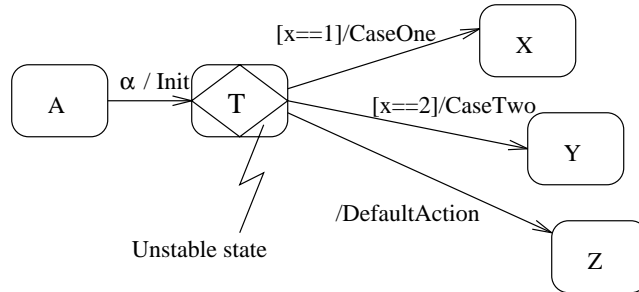 [x==1]/CaseOne
X
α / Init
A
T
[x==2]/CaseTwo
Y
/DefaultAction
Unstable state
Z